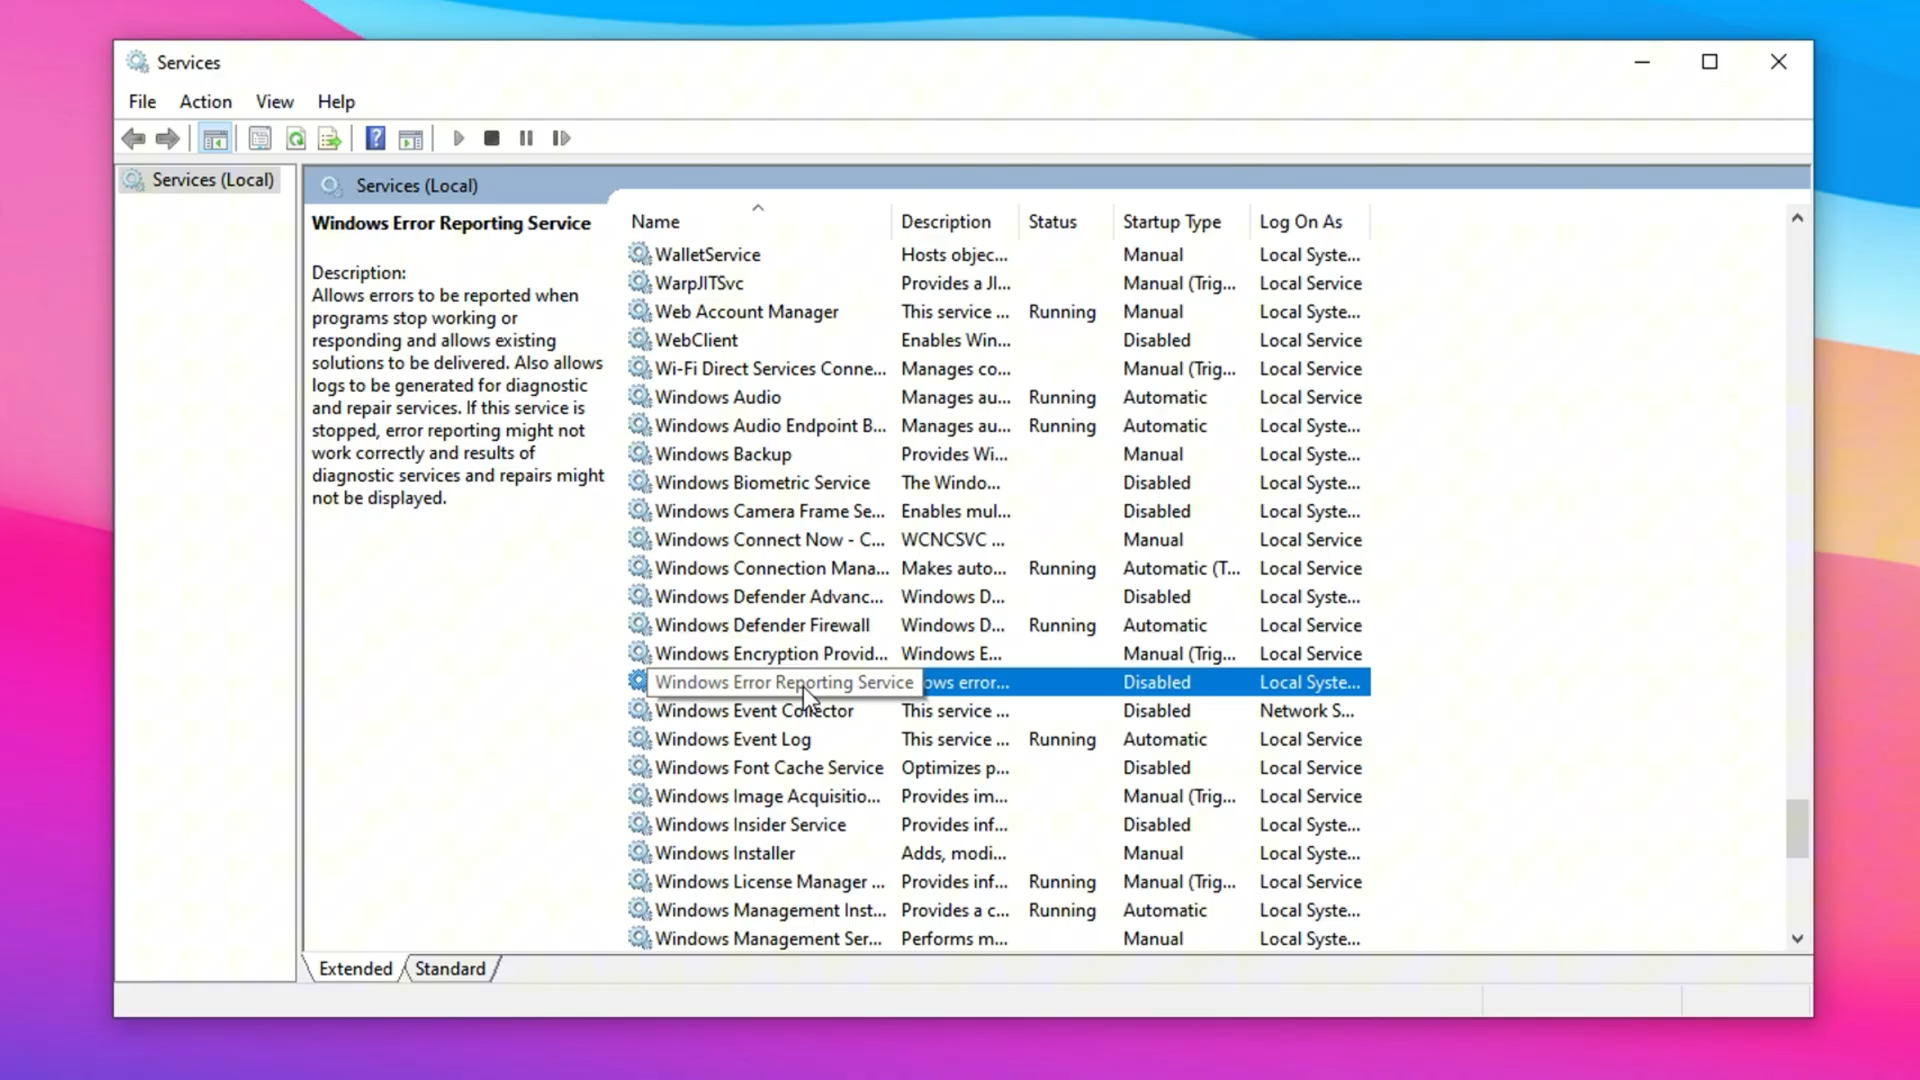 Services
File Action View Help
Services (Local)
Services (Local)
Windows Error Reporting Service
Description:
Allows errors to be reported when
programs stop working or
responding and allows existing
solutions to be delivered. Also allows
logs to be generated for diagnostic
and repair services. If this service is
stopped, error reporting might not
work correctly and results of
diagnostic services and repairs might
not be displayed.
Name Description Status Startup Type Log On As
WalletService Hosts objec... Manual Local Syste...
WarpJITSvc Provides a JI... Manual (Trig... Local Service
Web Account Manager This service ... Running Manual Local Syste...
WebClient Enables Win... Disabled Local Service
Wi-Fi Direct Services Conne... Manages co... Manual (Trig... Local Service
Windows Audio Manages au... Running Automatic Local Service
Windows Audio Endpoint B... Manages au... Running Automatic Local Syste...
Windows Backup Provides Wi... Manual Local Syste...
Windows Biometric Service The Windo... Disabled Local Syste...
Windows Camera Frame Se... Enables mul... Disabled Local Syste...
Windows Connect Now - C... WCNCSVC ... Manual Local Service
Windows Connection Mana... Makes auto... Running Automatic (T... Local Service
Windows Defender Advanc... Windows D... Disabled Local Syste...
Windows Defender Firewall Windows D... Running Automatic Local Service
Windows Encryption Provid... Windows E... Manual (Trig... Local Service
Windows Error Reporting Service ows error... Disabled Local Syste...
Windows Event Collector This service ... Disabled Network S...
Windows Event Log This service ... Running Automatic Local Service
Windows Font Cache Service Optimizes p... Disabled Local Service
Windows Image Acquisitio... Provides im... Manual (Trig... Local Service
Windows Insider Service Provides inf... Disabled Local Syste...
Windows Installer Adds, modi... Manual Local Syste...
Windows License Manager ... Provides inf... Running Manual (Trig... Local Service
Windows Management Inst... Provides a c... Running Automatic Local Syste...
Windows Management Ser... Performs m... Manual Local Syste...
Extended Standard